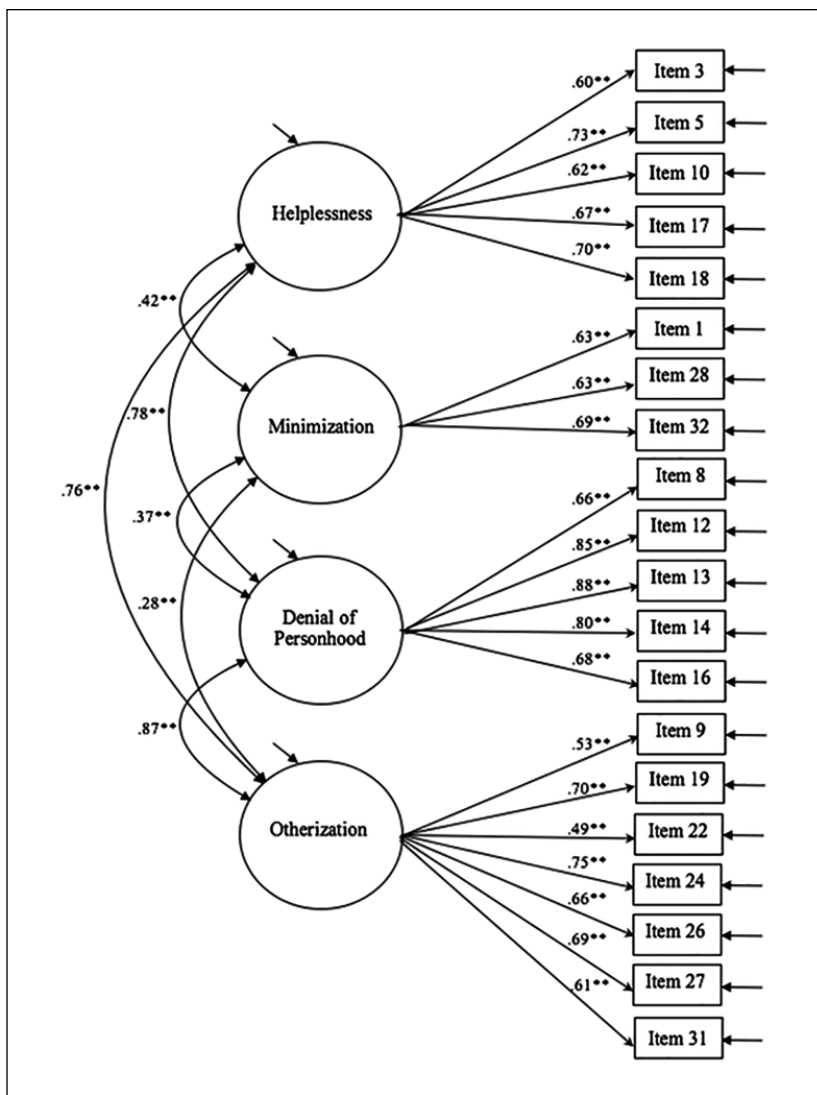 Item 3
.60**
Item 5
.73**
Item 10
.62**
Helplessness
.67**
Item 17
.70**
Item 18
.42**
Item 1
.63**
Item 28
.63**
.78**
Minimization
.69**
Item 32
.76**
Item 8
.66**
.37**
Item 12
.85**
Item 13
.88**
.28**
Denial of
Personhood
.80**
Item 14
.68**
Item 16
.87**
Item 9
.53**
Item 19
.70**
Otherization
.49**
Item 22
.75**
Item 24
.66**
Item 26
.69**
Item 27
.61**
Item 31